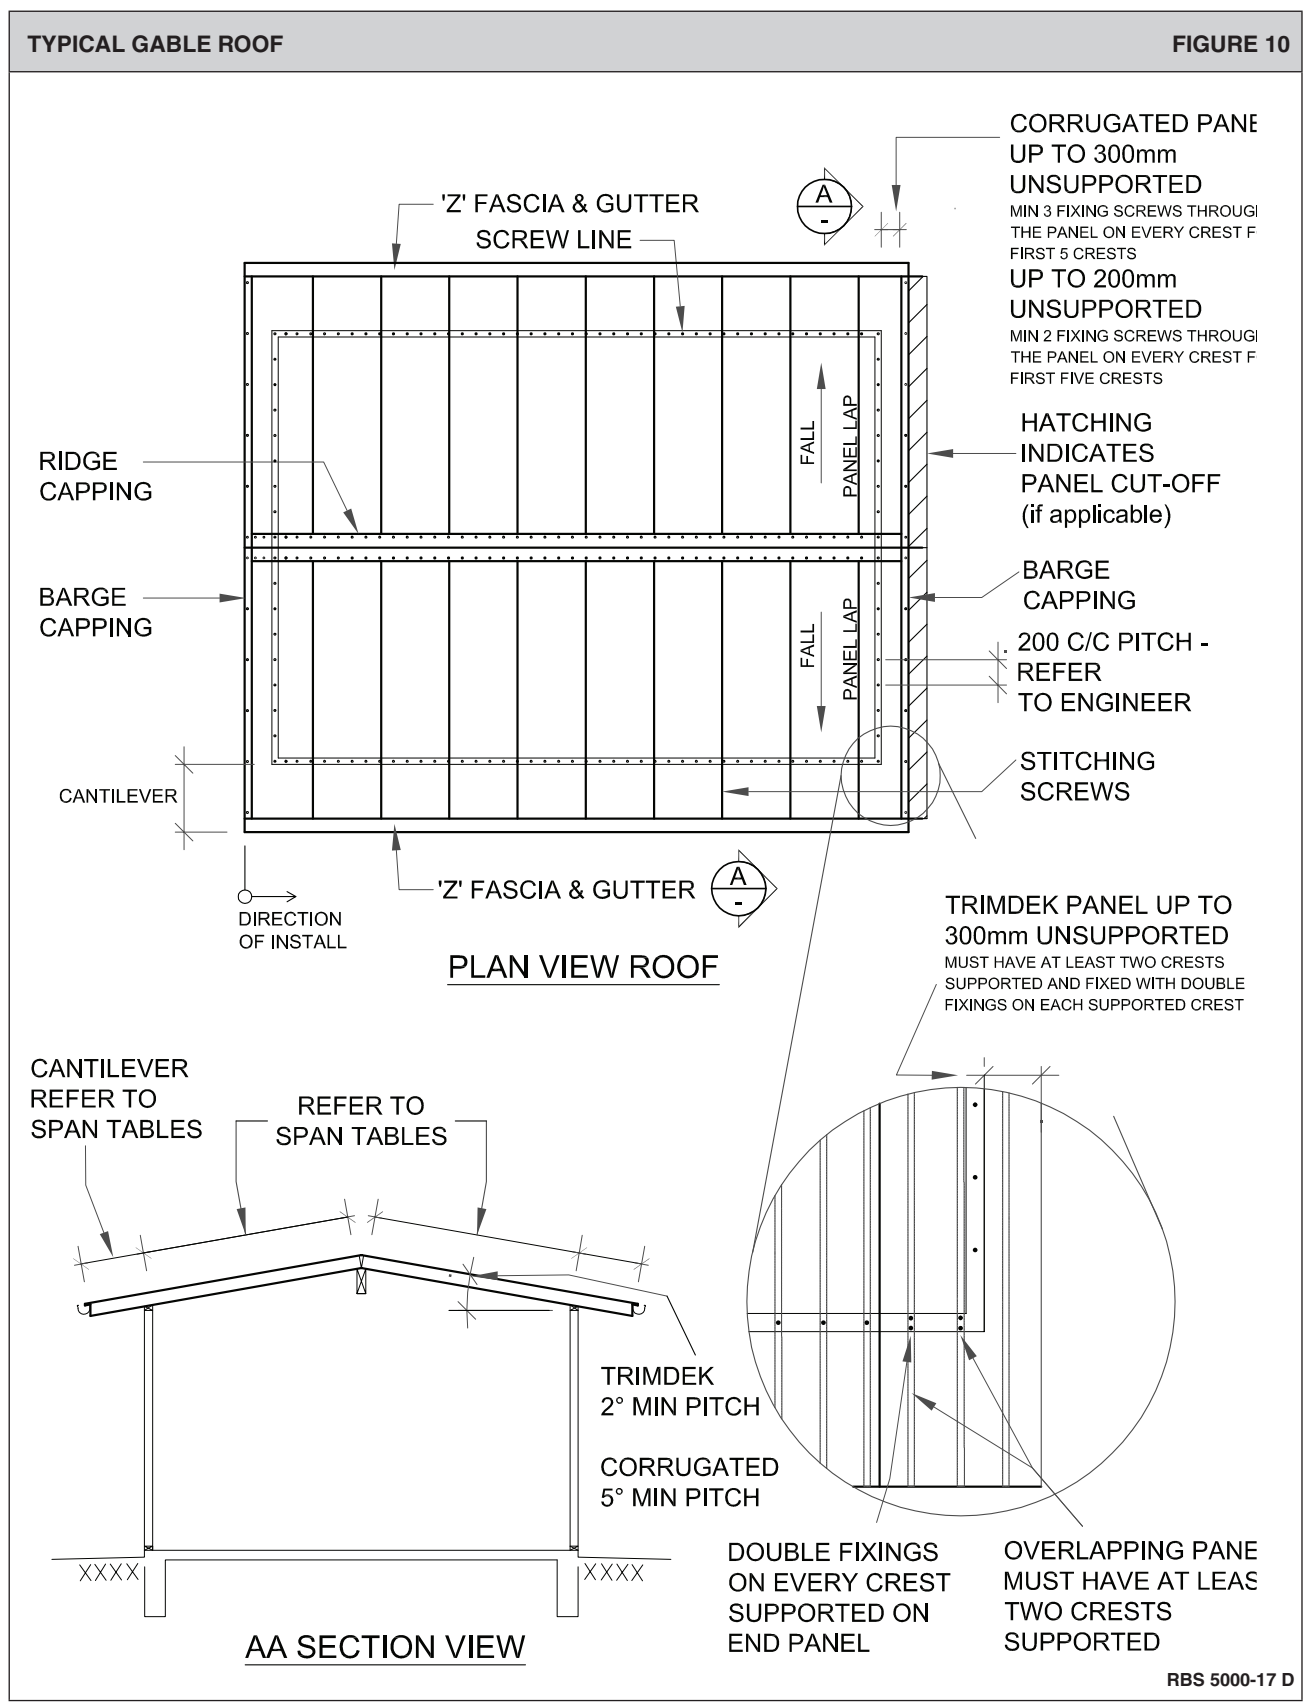 TYPICAL GABLE ROOF
FIGURE 10
CORRUGATED PANE
UP TO 300mm
UNSUPPORTED
MIN 3 FIXING SCREWS THROUG
THE PANEL ON EVERY CREST F
FIRST 5 CRESTS
UP TO 200mm
UNSUPPORTED
MIN 2 FIXING SCREWS THROUG
THE PANEL ON EVERY CREST F
FIRST FIVE CRESTS
A
-
'Z' FASCIA & GUTTER
SCREW LINE
HATCHING
INDICATES
PANEL CUT-OFF
(if applicable)
FALL
PANEL LAP
RIDGE
CAPPING
BARGE
CAPPING
BARGE
CAPPING
FALL
PANEL LAP
200 C/C PITCH -
REFER
TO ENGINEER
STITCHING
SCREWS
CANTILEVER
'Z' FASCIA & GUTTER
A
-
DIRECTION
OF INSTALL
PLAN VIEW ROOF
TRIMDEK PANEL UP TO
300mm UNSUPPORTED
MUST HAVE AT LEAST TWO CRESTS
SUPPORTED AND FIXED WITH DOUBLE
FIXINGS ON EACH SUPPORTED CREST
CANTILEVER
REFER TO
SPAN TABLES
REFER TO
SPAN TABLES
TRIMDEK
2° MIN PITCH
CORRUGATED
5° MIN PITCH
DOUBLE FIXINGS
ON EVERY CREST
SUPPORTED ON
END PANEL
OVERLAPPING PANE
MUST HAVE AT LEAS
TWO CRESTS
SUPPORTED
AA SECTION VIEW
RBS 5000-17 D